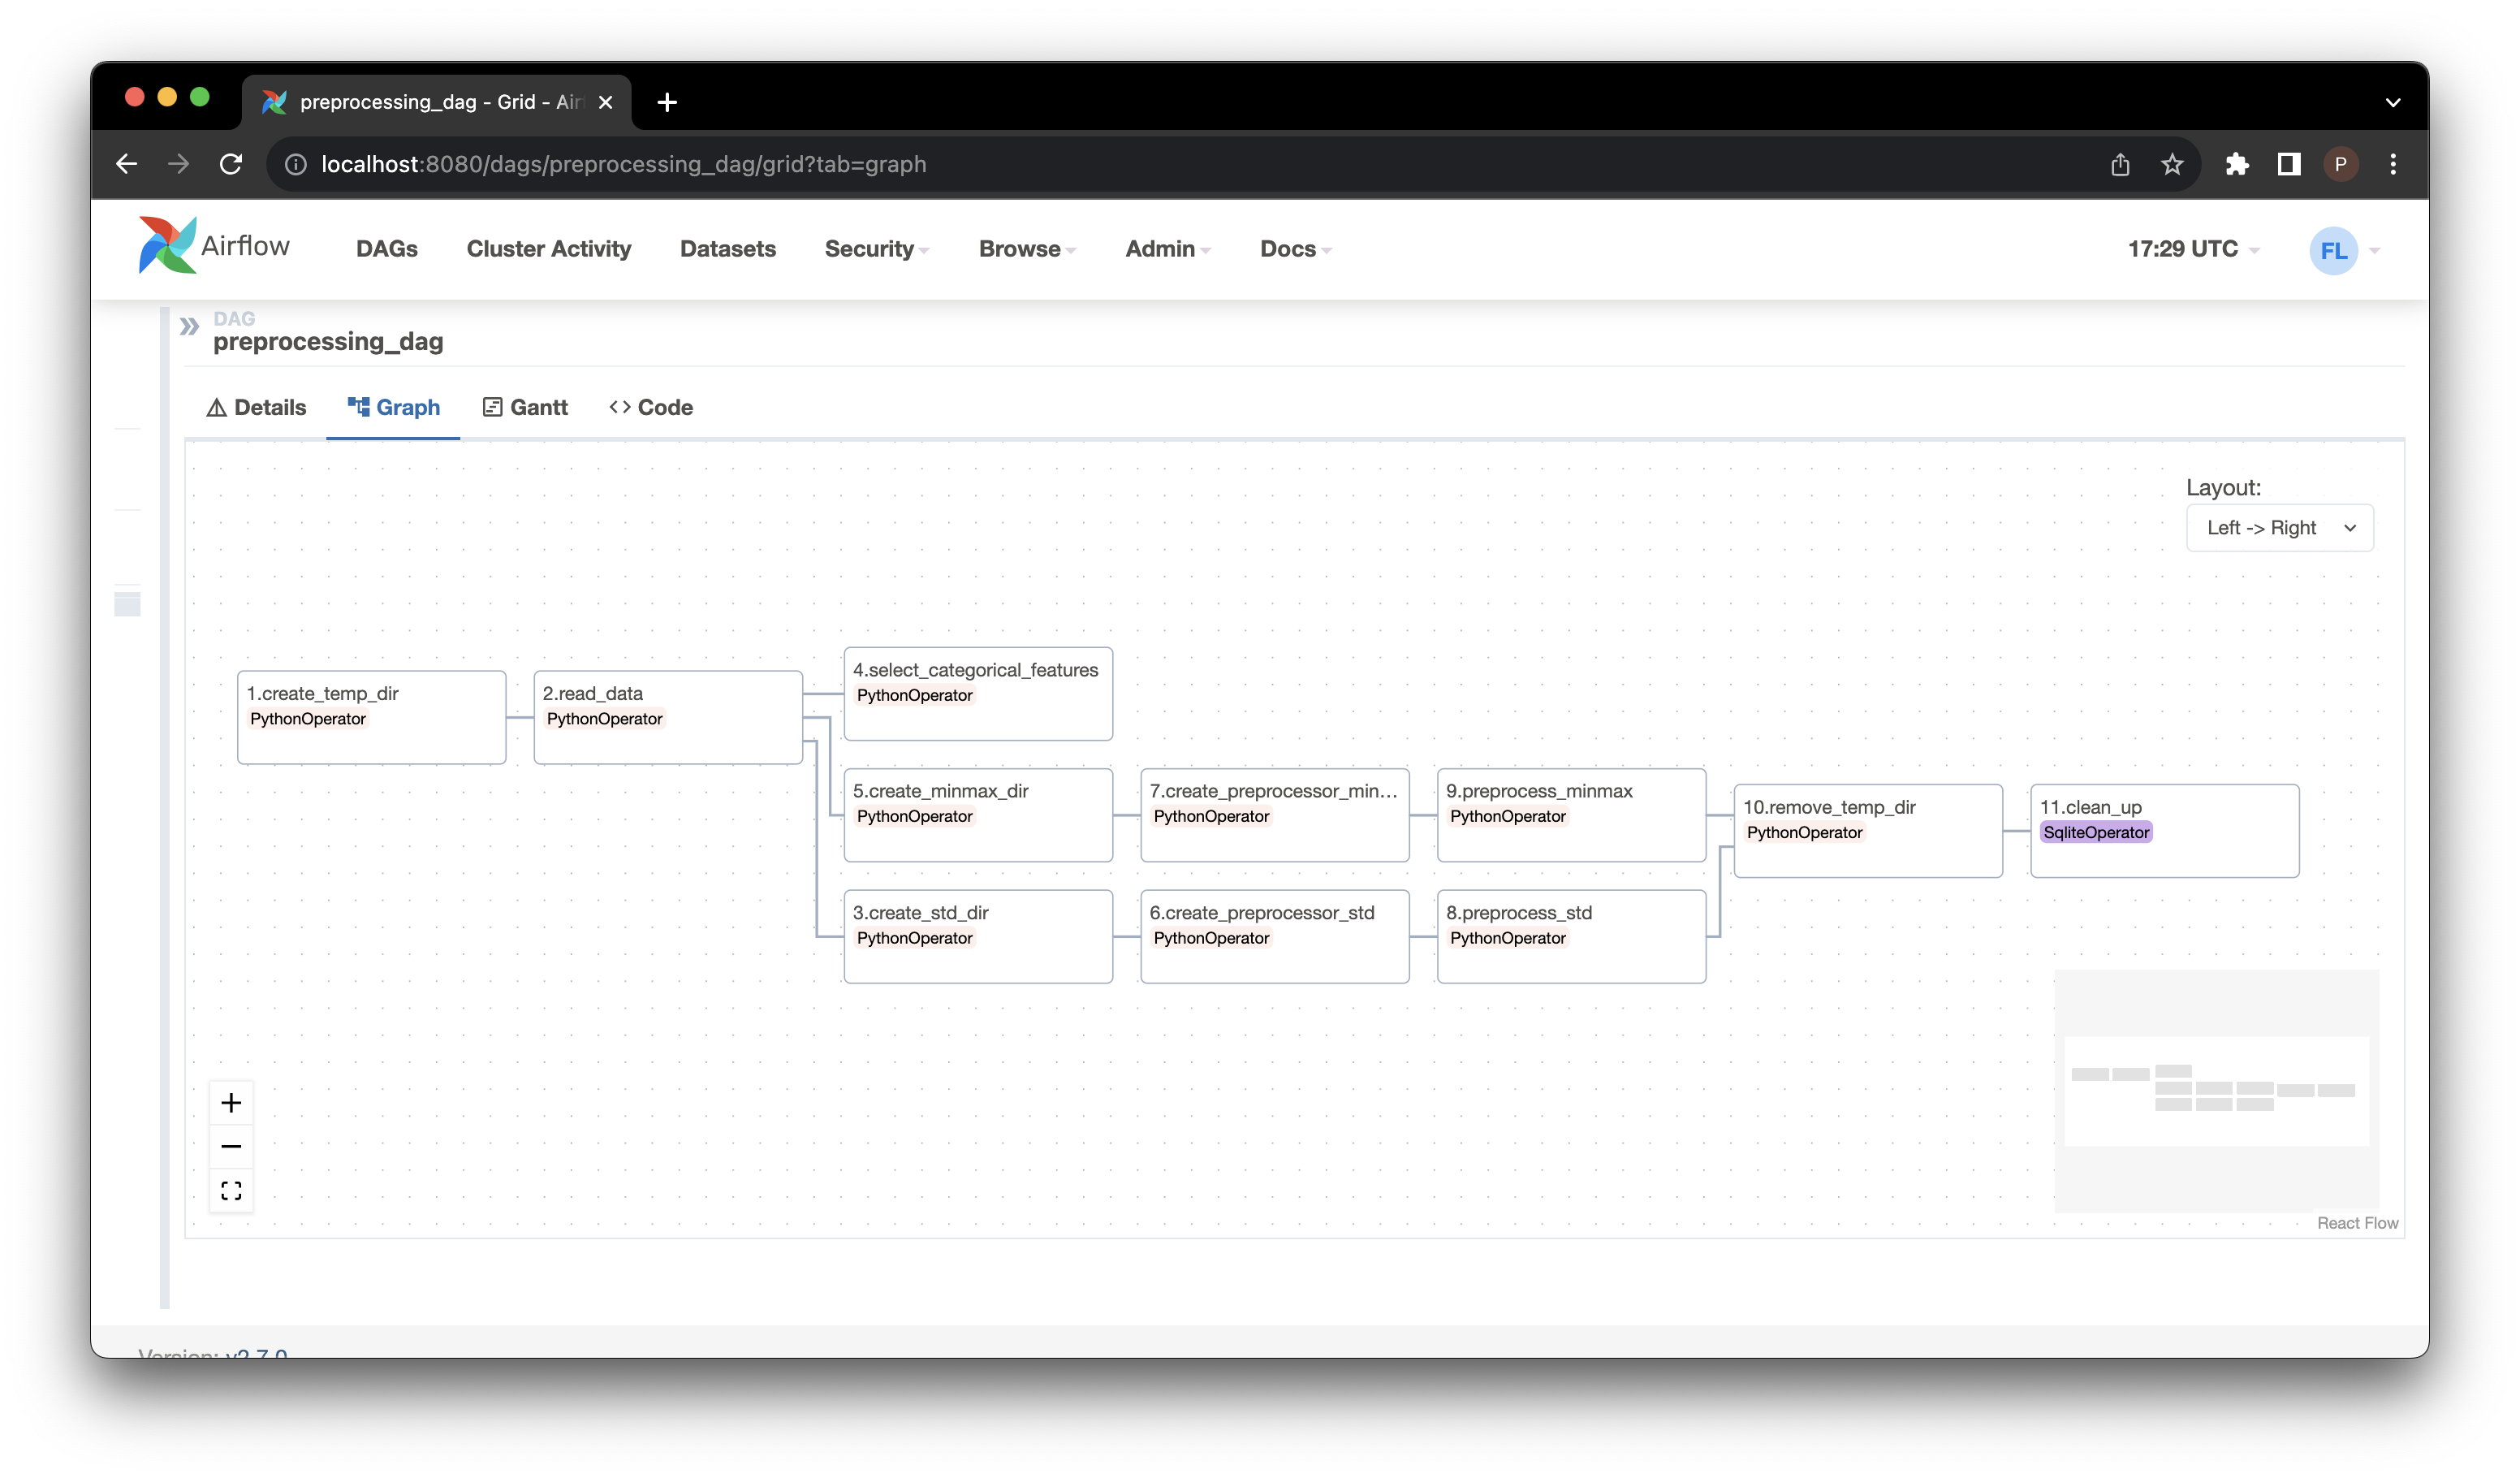 preprocessing_dag - Grid - Air
localhost:8080/dags/preprocessing_dag/grid?tab=graph
P
Airflow
DAGs
Cluster Activity
Datasets
Security
Browse
Admin
Docs
17:29 UTC
FL
DAG
preprocessing_dag
Details
Graph
Gantt
Code
Layout:
Left -> Right
1.create_temp_dir
PythonOperator
2.read_data
PythonOperator
4.select_categorical_features
PythonOperator
5.create_minmax_dir
PythonOperator
7.create_preprocessor_min...
PythonOperator
9.preprocess_minmax
PythonOperator
10.remove_temp_dir
PythonOperator
11.clean_up
SqliteOperator
3.create_std_dir
PythonOperator
6.create_preprocessor_std
PythonOperator
8.preprocess_std
PythonOperator
React Flow
Version: v2.7.0